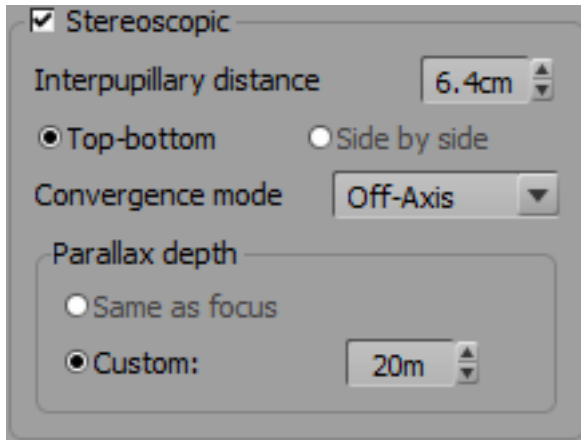 Stereoscopic
Interpupillary distance 6.4cm
Top-bottom Side by side
Convergence mode Off-Axis
Parallax depth
Same as focus
Custom: 20m